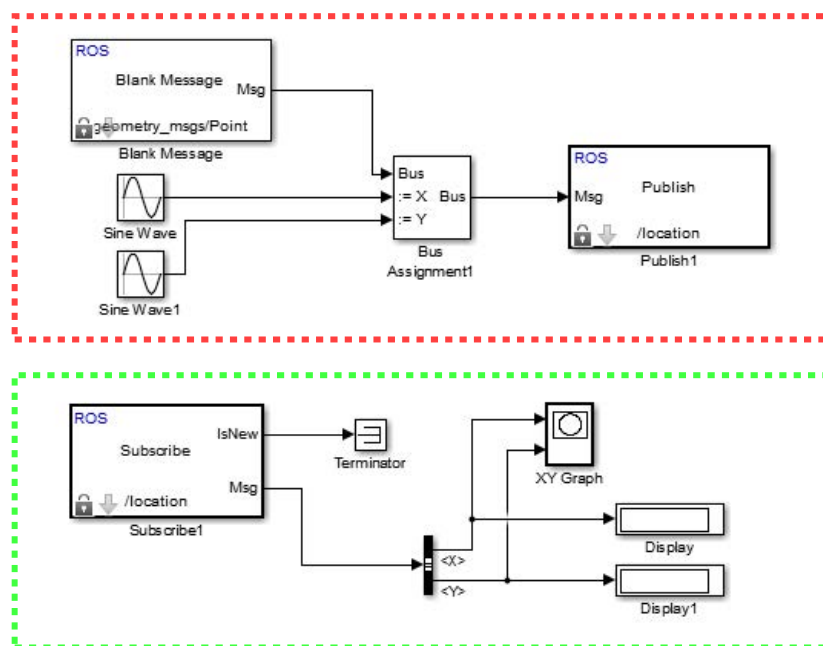 ROS
Blank Message
Msg
geometry_msgs/Point
Blank Message
Sine Wave
Sine Wave1
Bus
:= X Bus
:= Y
Bus
Assignment1
ROS
Publish
Msg
/location
Publish1
ROS
IsNew
Subscribe
Msg
/location
Subscribe1
Terminator
XY Graph
<X>
<Y>
Display
Display1